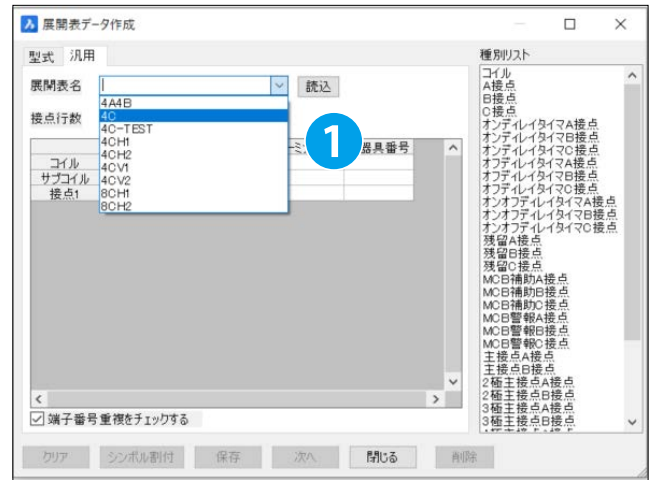 展開表データ作成
型式 汎用
展開表名 読込
4A4B
4C
接点行数
4C-TEST
4CH1
4CH2
4CV1
4CV2
8CH1
8CH2
1
器具番号
コイル
サブコイル
接点1
端子番号重複をチェックする
クリア シンボル割付 保存 次へ 閉じる 削除
種別リスト
コイル
A接点
B接点
C接点
オンディレイタイマA接点
オンディレイタイマB接点
オンディレイタイマC接点
オフディレイタイマA接点
オフディレイタイマB接点
オフディレイタイマC接点
オンオフディレイタイマA接点
オンオフディレイタイマB接点
オンオフディレイタイマC接点
残留A接点
残留B接点
残留C接点
MCB補助A接点
MCB補助B接点
MCB補助C接点
MCB警報A接点
MCB警報B接点
MCB警報C接点
主接点A接点
主接点B接点
2極主接点A接点
2極主接点B接点
3極主接点A接点
3極主接点B接点